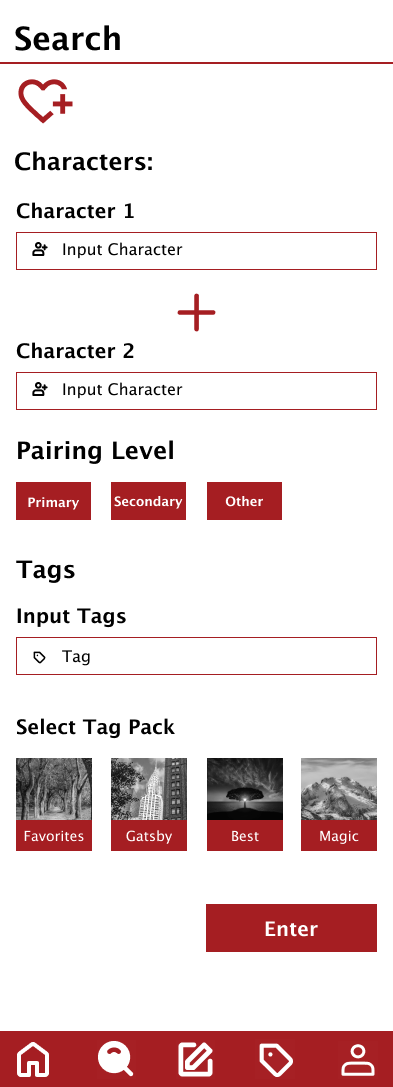 Search
Characters:
Character 1
Input Character
Character 2
Input Character
Pairing Level
Primary Secondary Other
Tags
Input Tags
Tag
Select Tag Pack
Favorites Gatsby Best Magic
Enter